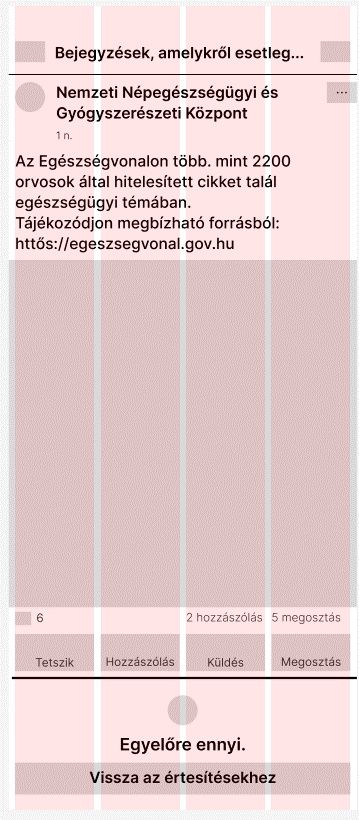 Bejegyzések, amelykről esetleg...
Nemzeti Népegészségügyi és
Gyógyszerészeti Központ
...
1 n.
Az Egészségvonalon több. mint 2200
orvosok által hitelesített cikket talál
egészségügyi témában.
Tájékozódjon megbízható forrásból:
httős://egeszsegvonal.gov.hu
6 2 hozzászólás 5 megosztás
Tetszik Hozzászólás Küldés Megosztás
Egyelőre ennyi.
Vissza az értesítésekhez